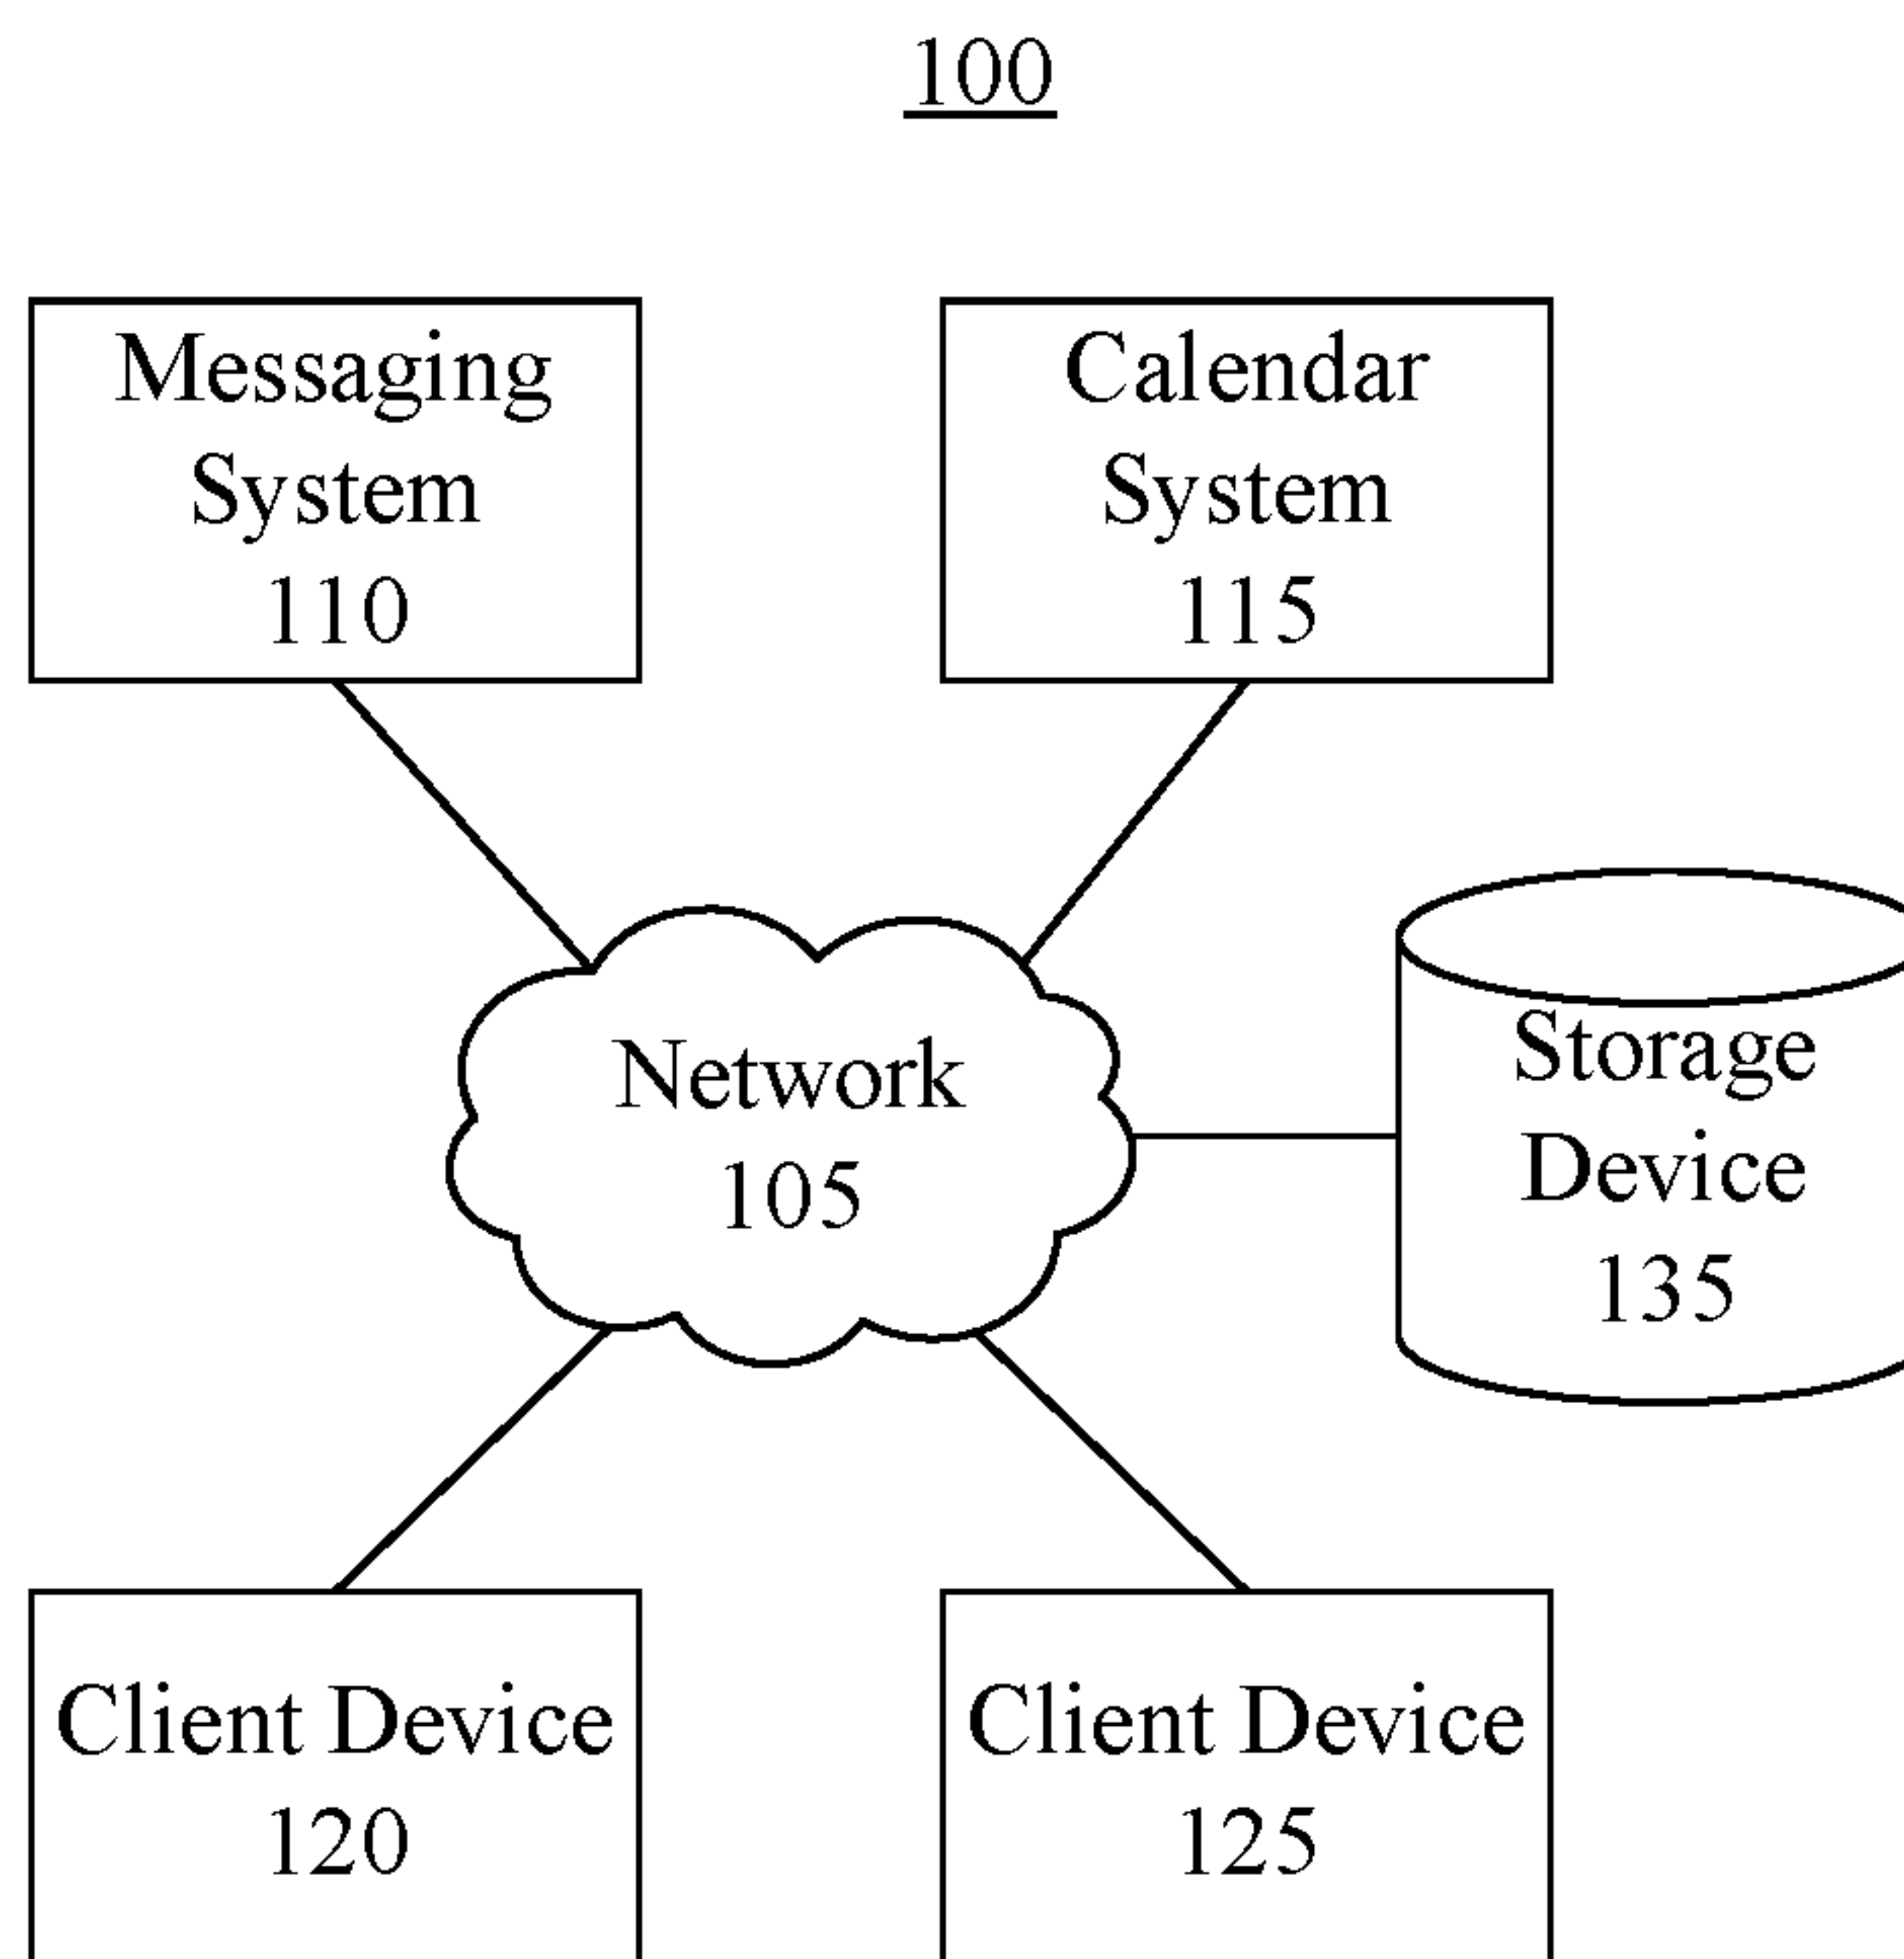 100
Messaging
System
110
Calendar
System
115
Network
105
Storage
Device
135
Client Device
120
Client Device
125